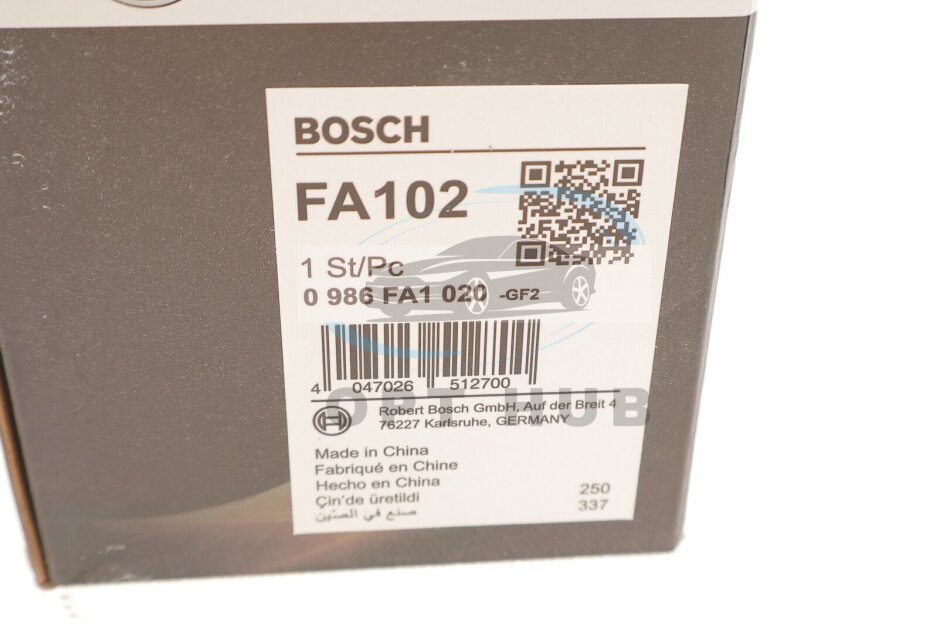 BOSCH
FA102
1 St/Pc
0 986 FA1 020 -GF2
4 047026 512700
OPT HUB
Robert Bosch GmbH, Auf der Breit 4
76227 Karlsruhe, GERMANY
Made in China
Fabriqué en Chine
Hecho en China
Çin'de üretildi
صنع في الصين
250
337